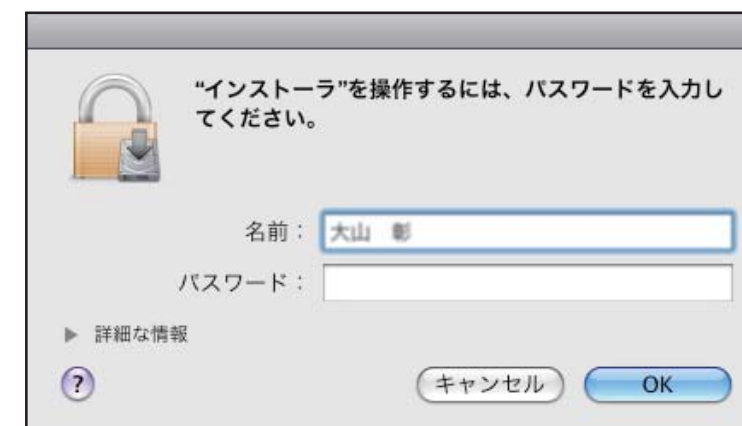 “インストーラ”を操作するには、パスワードを入力し
てください。
名前： 大山　彰
パスワード：
詳細な情報
?
キャンセル
OK